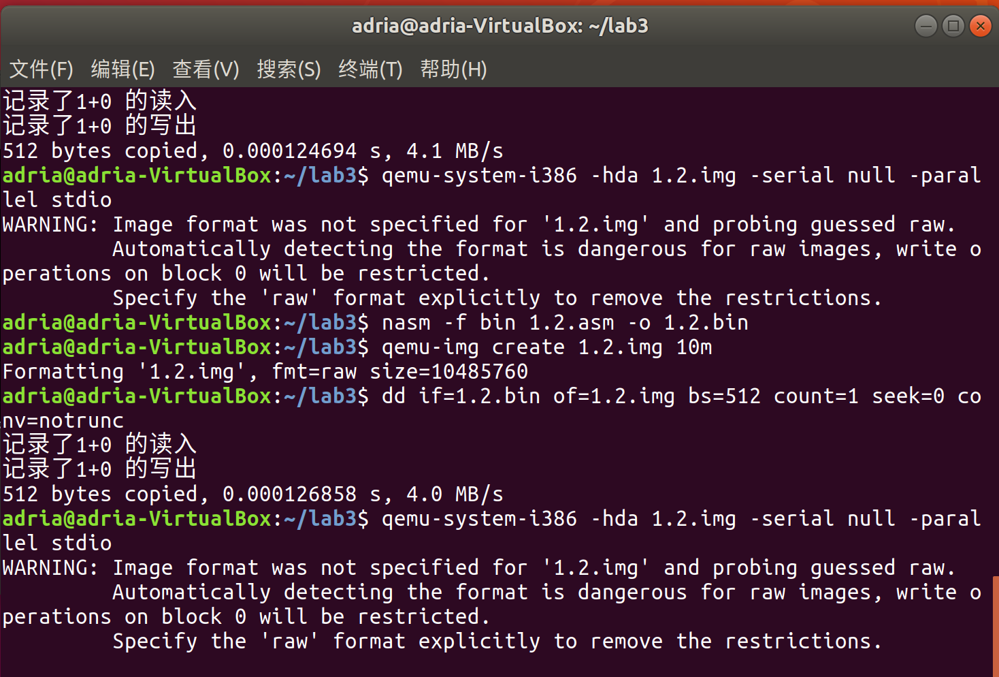 adria@adria-VirtualBox: ~/lab3
文件(F) 编辑(E) 查看(V) 搜索(S) 终端(T) 帮助(H)
记录了1+0 的读入
记录了1+0 的写出
512 bytes copied, 0.000124694 s, 4.1 MB/s
adria@adria-VirtualBox:~/lab3$ qemu-system-i386 -hda 1.2.img -serial null -paral
lel stdio
WARNING: Image format was not specified for '1.2.img' and probing guessed raw.
         Automatically detecting the format is dangerous for raw images, write o
perations on block 0 will be restricted.
         Specify the 'raw' format explicitly to remove the restrictions.
adria@adria-VirtualBox:~/lab3$ nasm -f bin 1.2.asm -o 1.2.bin
adria@adria-VirtualBox:~/lab3$ qemu-img create 1.2.img 10m
Formatting '1.2.img', fmt=raw size=10485760
adria@adria-VirtualBox:~/lab3$ dd if=1.2.bin of=1.2.img bs=512 count=1 seek=0 co
nv=notrunc
记录了1+0 的读入
记录了1+0 的写出
512 bytes copied, 0.000126858 s, 4.0 MB/s
adria@adria-VirtualBox:~/lab3$ qemu-system-i386 -hda 1.2.img -serial null -paral
lel stdio
WARNING: Image format was not specified for '1.2.img' and probing guessed raw.
         Automatically detecting the format is dangerous for raw images, write o
perations on block 0 will be restricted.
         Specify the 'raw' format explicitly to remove the restrictions.